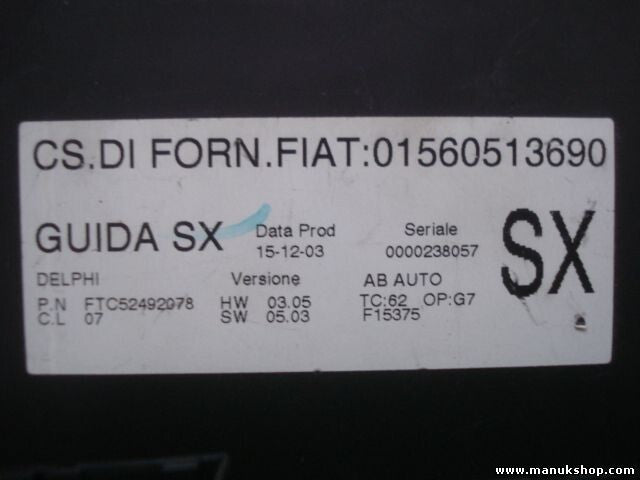 CS.DI FORN.FIAT:01560513690
GUIDA SX Data Prod Seriale SX
15-12-03 0000238057
DELPHI Versione AB AUTO
P.N FTC52492078 HW 03.05 TC:62 OP:G7
C.L 07 SW 05.03 F15375
www.manukshop.com